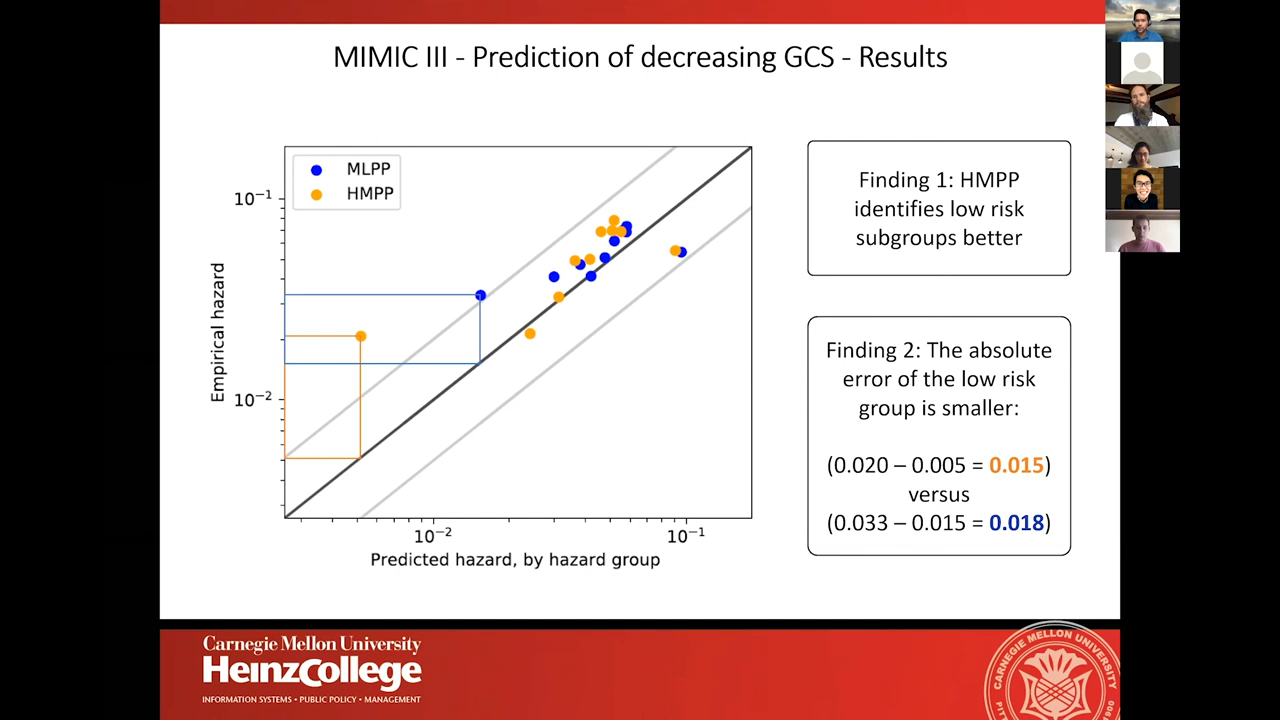 MIMIC III - Prediction of decreasing GCS - Results
MLPP
HMPP
10⁻¹
10⁻²
Empirical hazard
10⁻²
10⁻¹
Predicted hazard, by hazard group
Finding 1: HMPP
identifies low risk
subgroups better
Finding 2: The absolute
error of the low risk
group is smaller:
(0.020 – 0.005 = 0.015)
versus
(0.033 – 0.015 = 0.018)
Carnegie Mellon University
HeinzCollege
INFORMATION SYSTEMS • PUBLIC POLICY • MANAGEMENT
CARNEGIE MELLON UNIVERSITY